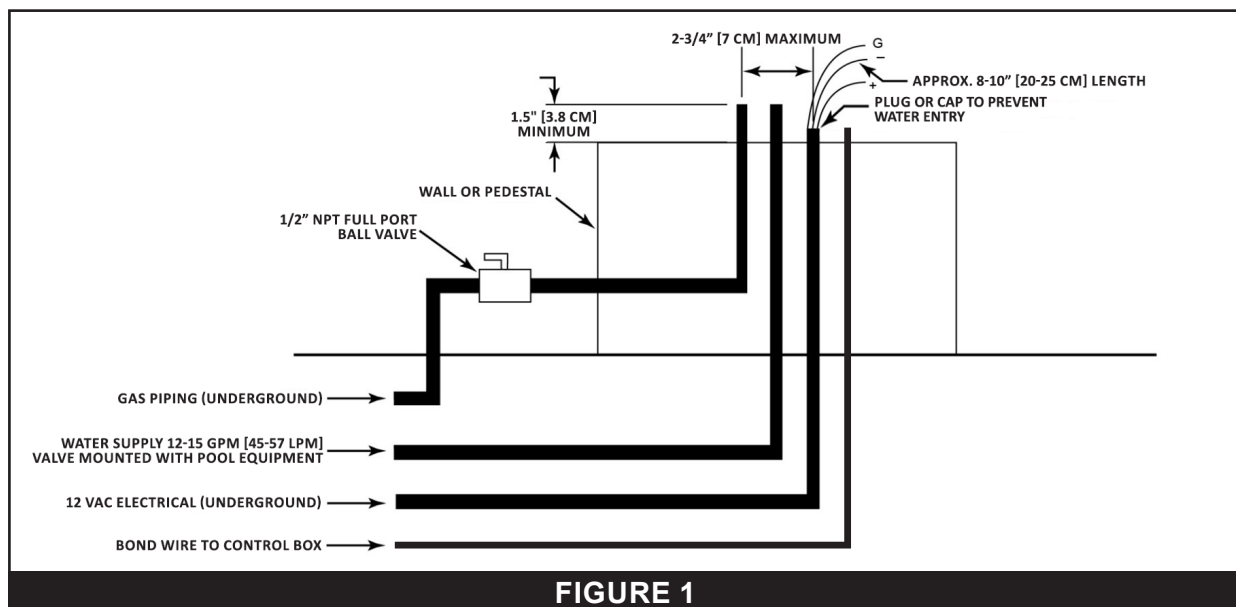 2-3/4” [7 CM] MAXIMUM
G
–
APPROX. 8-10” [20-25 CM] LENGTH
+
PLUG OR CAP TO PREVENT
WATER ENTRY
1.5" [3.8 CM]
MINIMUM
WALL OR PEDESTAL
1/2” NPT FULL PORT
BALL VALVE
GAS PIPING (UNDERGROUND)
WATER SUPPLY 12-15 GPM [45-57 LPM]
VALVE MOUNTED WITH POOL EQUIPMENT
12 VAC ELECTRICAL (UNDERGROUND)
BOND WIRE TO CONTROL BOX
FIGURE 1